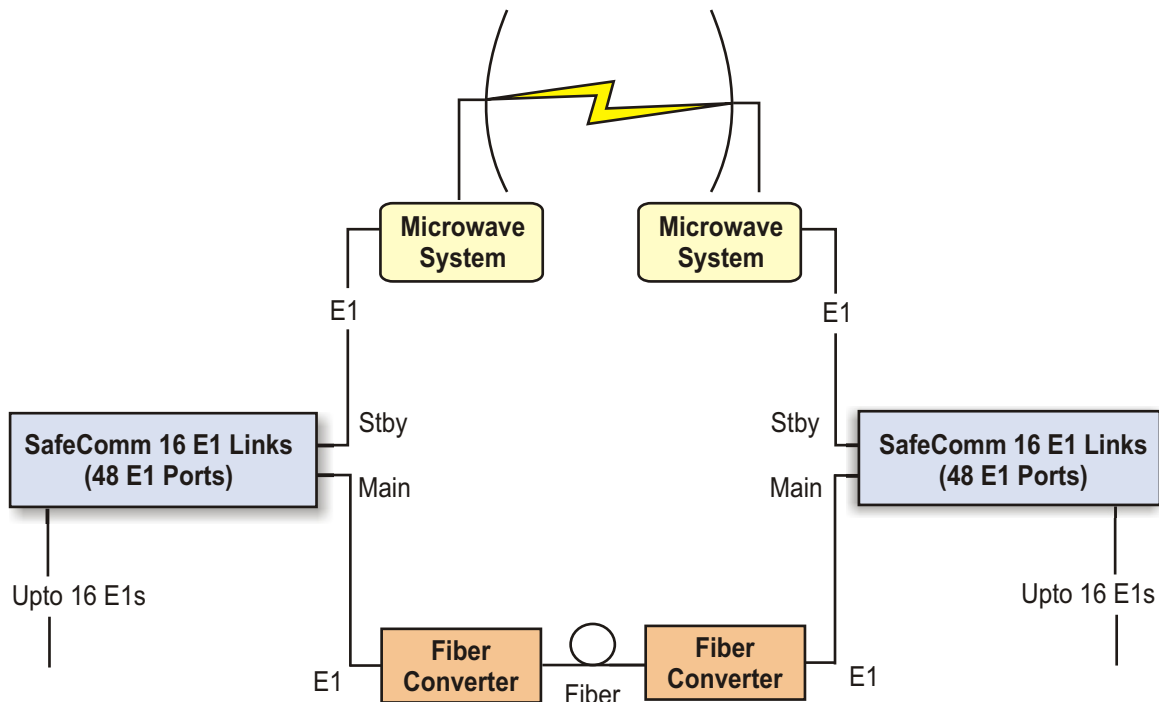 Microwave
System
Microwave
System
E1
E1
Stby
Stby
SafeComm 16 E1 Links
(48 E1 Ports)
SafeComm 16 E1 Links
(48 E1 Ports)
Main
Main
Upto 16 E1s
Upto 16 E1s
Fiber
Converter
Fiber
Converter
E1
E1
Fiber